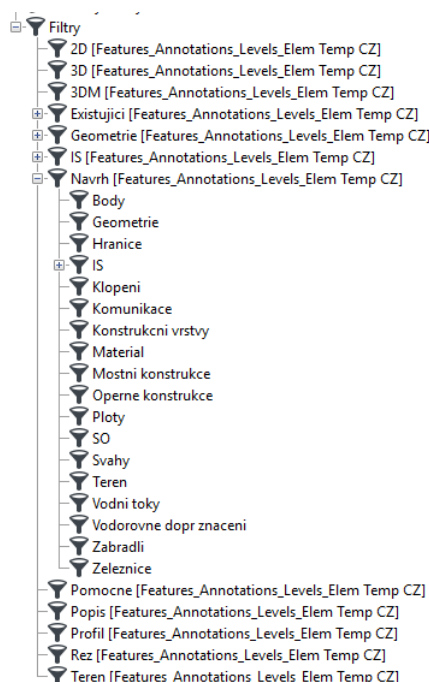 Filtry
2D [Features_Annotations_Levels_Elem Temp CZ]
3D [Features_Annotations_Levels_Elem Temp CZ]
3DM [Features_Annotations_Levels_Elem Temp CZ]
Existujici [Features_Annotations_Levels_Elem Temp CZ]
Geometrie [Features_Annotations_Levels_Elem Temp CZ]
IS [Features_Annotations_Levels_Elem Temp CZ]
Navrh [Features_Annotations_Levels_Elem Temp CZ]
Body
Geometrie
Hranice
IS
Klopeni
Komunikace
Konstrukcni vrstvy
Material
Mostni konstrukce
Operne konstrukce
Ploty
SO
Svahy
Teren
Vodni toky
Vodorovne dopr znaceni
Zabradli
Zeleznice
Pomocne [Features_Annotations_Levels_Elem Temp CZ]
Popis [Features_Annotations_Levels_Elem Temp CZ]
Profil [Features_Annotations_Levels_Elem Temp CZ]
Rez [Features_Annotations_Levels_Elem Temp CZ]
Teren [Features_Annotations_Levels_Elem Temp CZ]